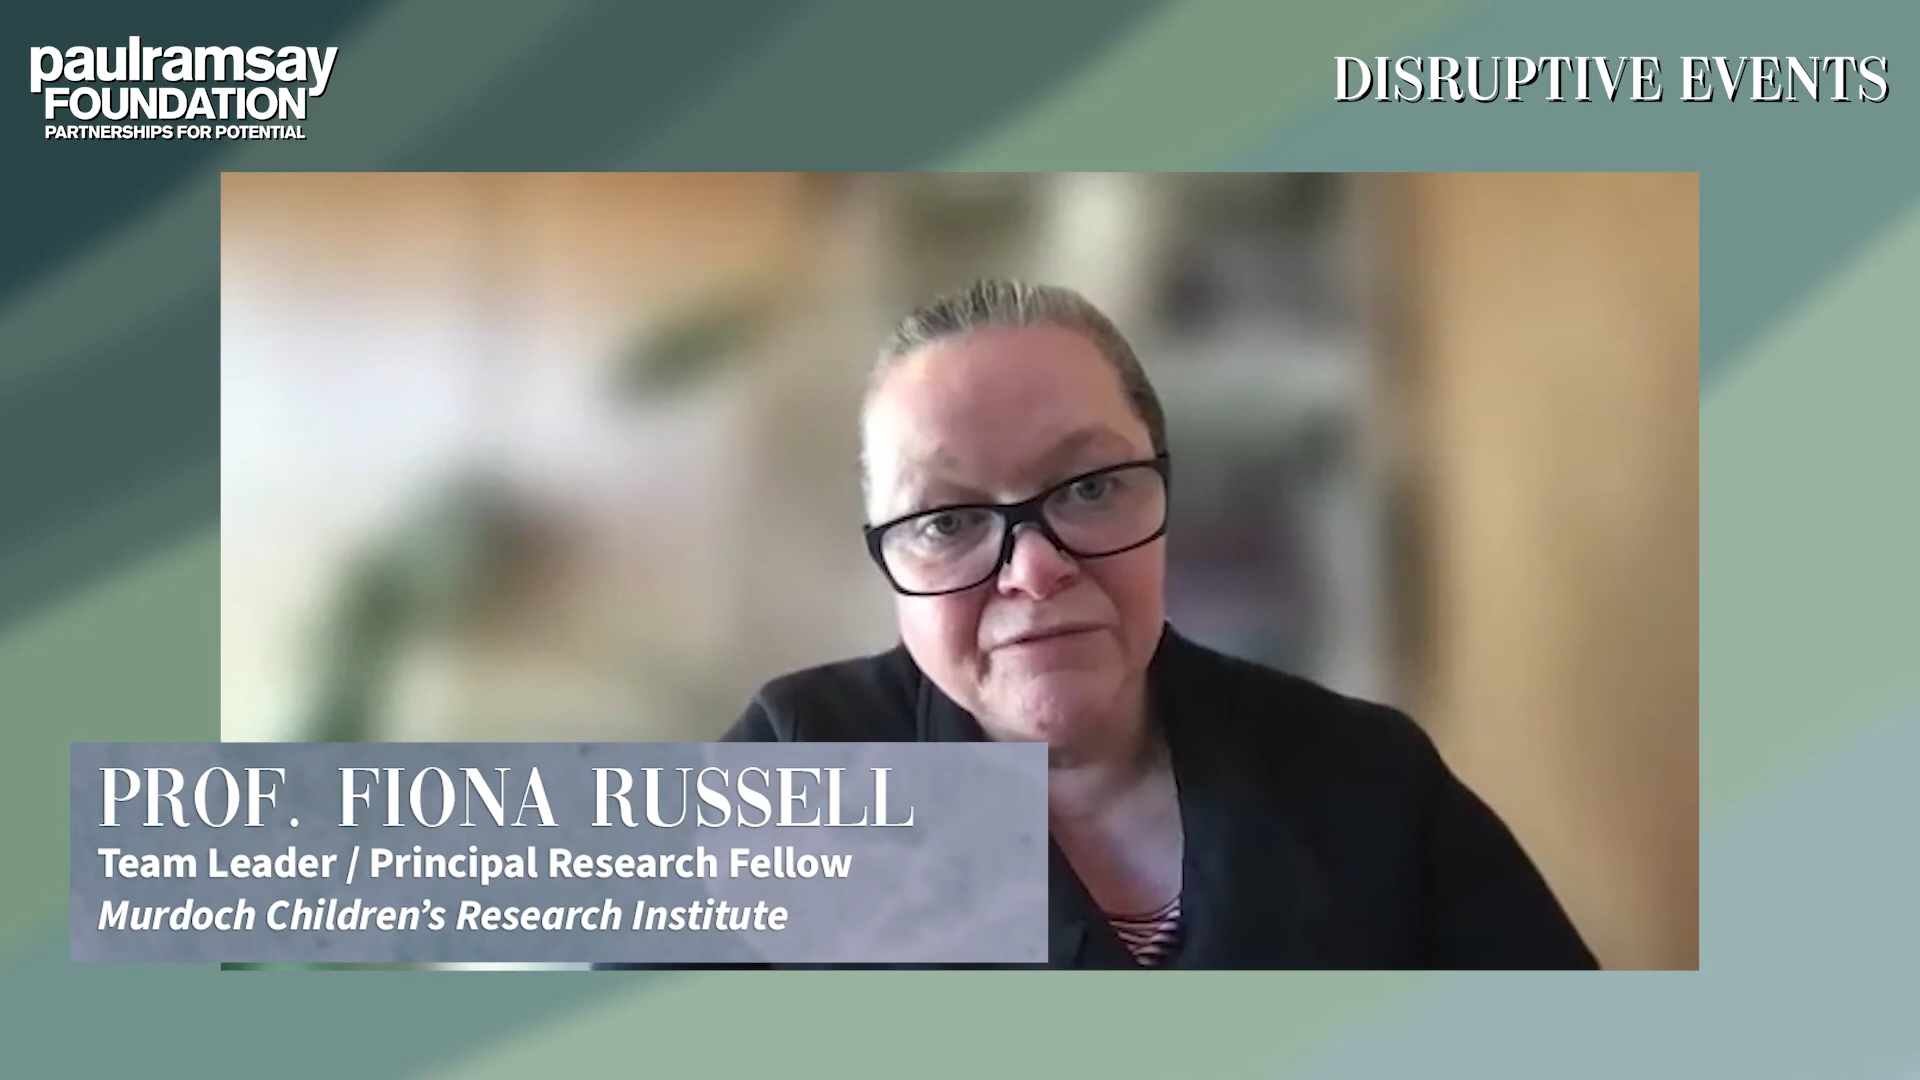 paulramsay
FOUNDATION
PARTNERSHIPS FOR POTENTIAL
DISRUPTIVE EVENTS
PROF. FIONA RUSSELL
Team Leader / Principal Research Fellow
Murdoch Children’s Research Institute